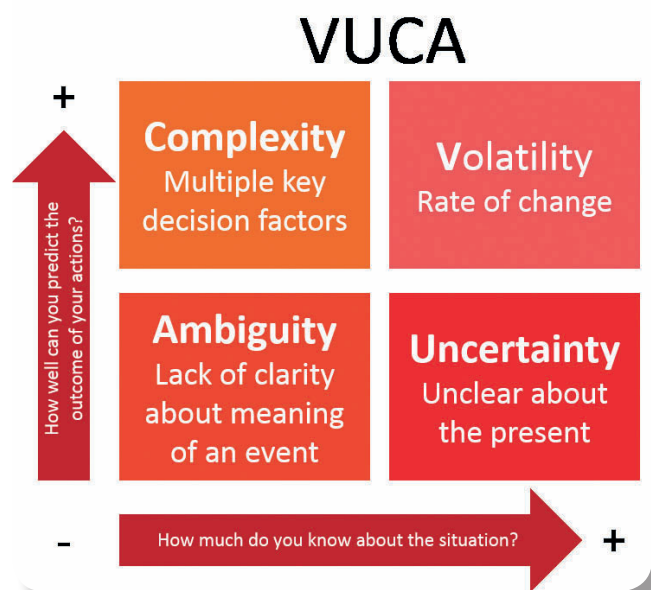 VUCA
+
Complexity
Multiple key
decision factors
Volatility
Rate of change
How well can you predict the
outcome of your actions?
Ambiguity
Lack of clarity
about meaning
of an event
Uncertainty
Unclear about
the present
-
How much do you know about the situation?
+